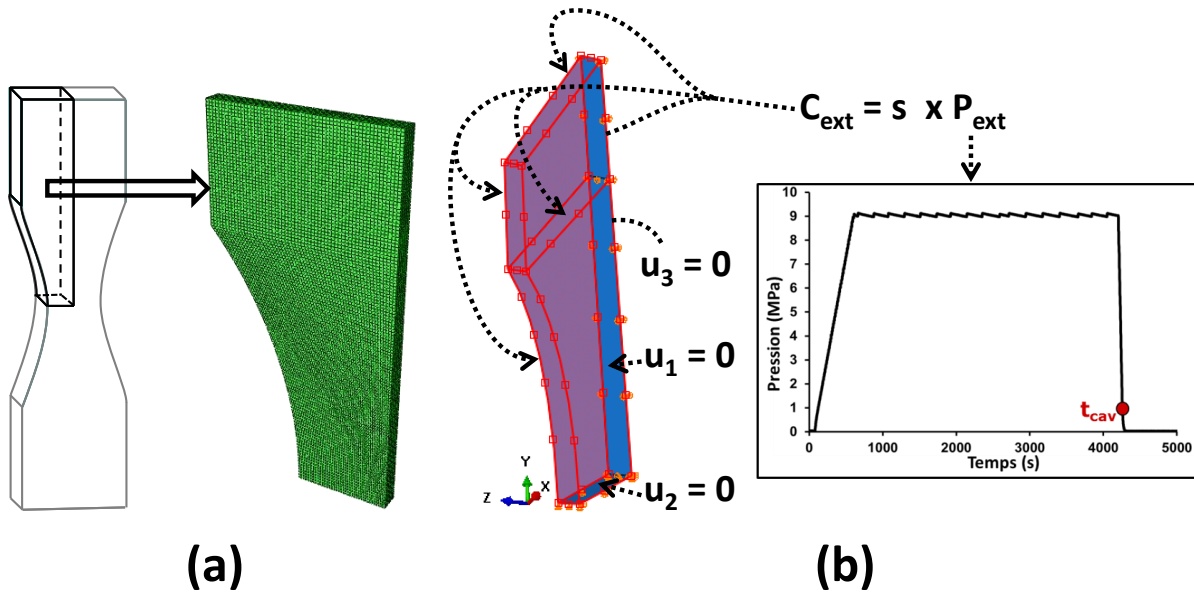 C_ext = s x P_ext
u_3 = 0
u_1 = 0
u_2 = 0
Y
X
Z
Pression (MPa)
10
9
8
7
6
5
4
3
2
1
0
t_cav
0 1000 2000 3000 4000 5000
Temps (s)
(a) (b)